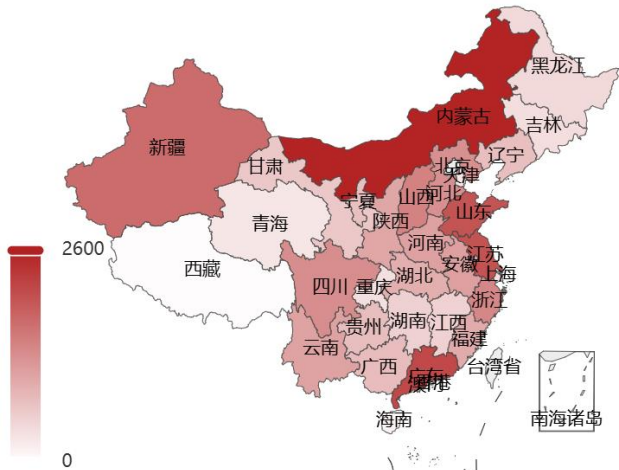 黑龙江
内蒙古
吉林
新疆
辽宁
甘肃
北京
天津
宁夏
山西
河北
山东
青海
陕西
2600
河南
江苏
西藏
安徽
上海
四川
重庆
湖北
浙江
贵州
湖南
江西
云南
福建
广西
广东
台湾省
海南
南海诸岛
0